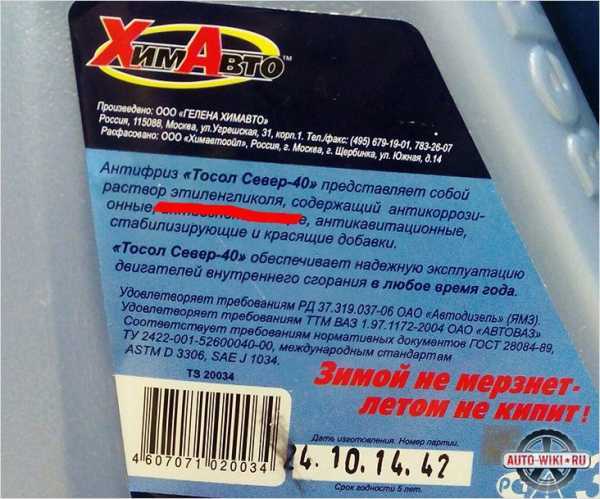 ХимАвто™
Произведено: ООО «ГЕЛЕНА ХИМАВТО»
Россия, 115088, Москва, ул.Угрешская, 31, корп.1. Тел./факс: (495) 679-19-01, 783-26-07
Расфасовано: ООО «Химавтоойл», Россия, г. Москва, г. Щербинка, ул. Южная, д.14
Антифриз «Тосол Север-40» представляет собой
раствор этиленгликоля, содержащий антикоррози-
онные, антикавитационные,
стабилизирующие и красящие добавки.
«Тосол Север-40» обеспечивает надежную эксплуатацию
двигателей внутреннего сгорания в любое время года.
Удовлетворяет требованиям РД 37.319.037-06 ОАО «Автодизель» (ЯМЗ).
Удовлетворяет требованиям ТТМ ВАЗ 1.97.1172-2004 ОАО «АВТОВАЗ»
Соответствует требованиям нормативных документов ГОСТ 28084-89,
ТУ 2422-001-52600040-00, международным стандартам
ASTM D 3306, SAE J 1034.
TS 20034
Зимой не мерзнет-
летом не кипит!
Дата изготовления. Номер партии.
24.10.14.42
4 607071 020034
Срок годности 5 лет.
AUTO-WIKI.RU